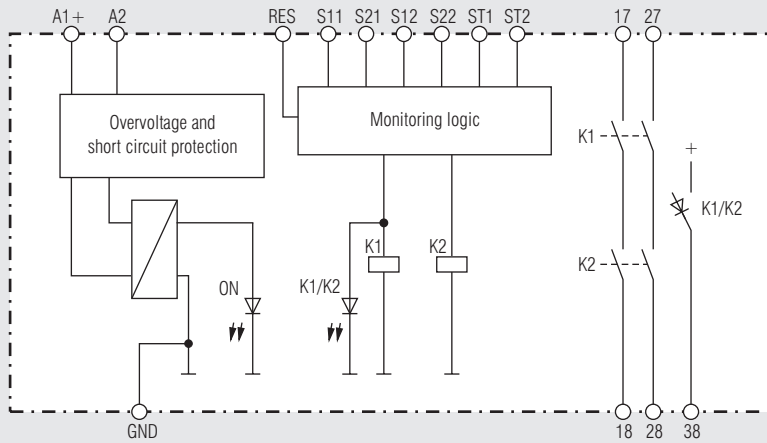 A1+ A2 RES S11 S21 S12 S22 ST1 ST2 17 27
Overvoltage and
short circuit protection
Monitoring logic
K1
+
K1/K2
K1 K2
K2
ON K1/K2
GND 18 28 38